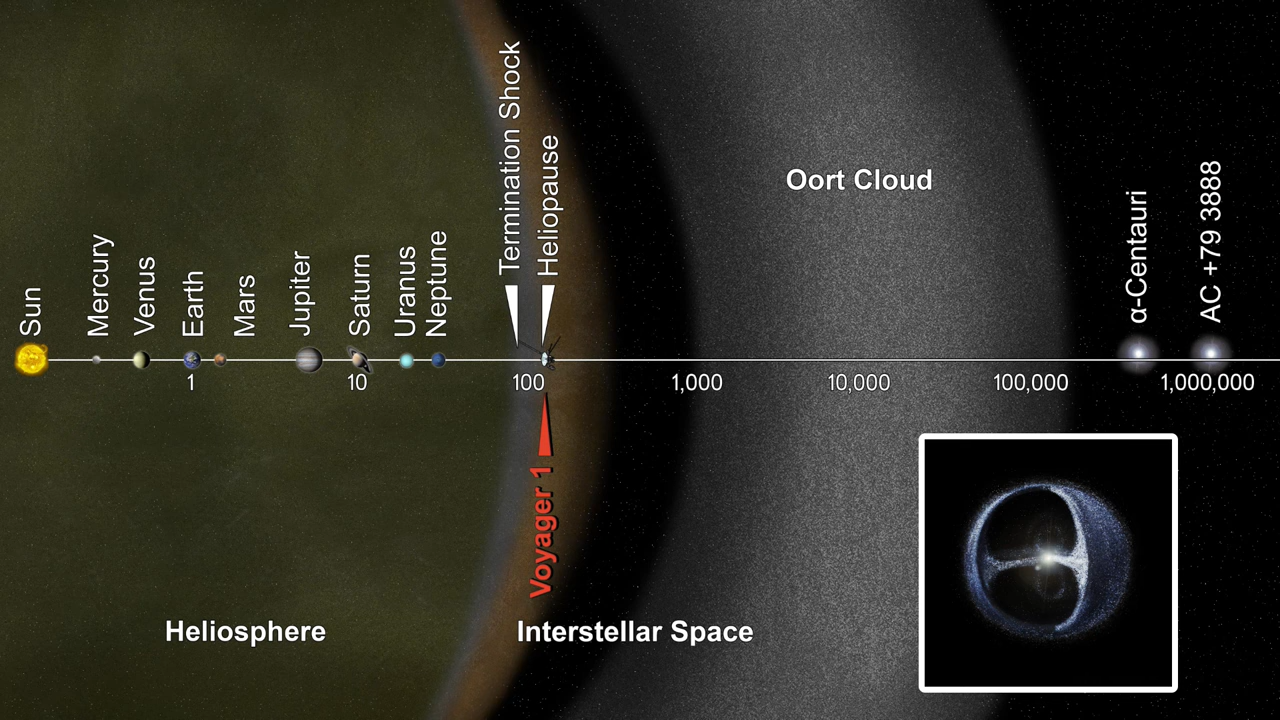 Sun
Mercury
Venus
Earth
Mars
Jupiter
Saturn
Uranus
Neptune
Termination Shock
Heliopause
Oort Cloud
α-Centauri
AC +79 3888
1
10
100
1,000
10,000
100,000
1,000,000
Voyager 1
Heliosphere
Interstellar Space